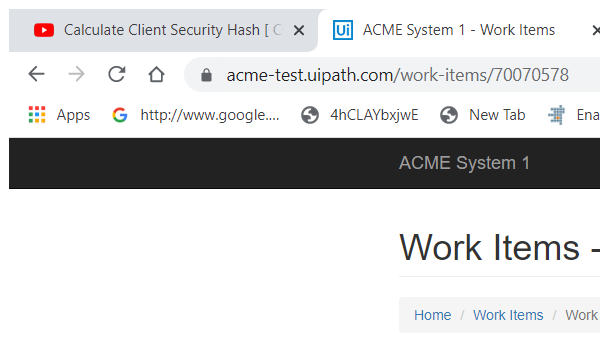 Calculate Client Security Hash [ C
Ui ACME System 1 - Work Items
acme-test.uipath.com/work-items/70070578
Apps G http://www.google.... 4hCLAYbxjwE New Tab Ena
ACME System 1
Work Items -
Home / Work Items / Work